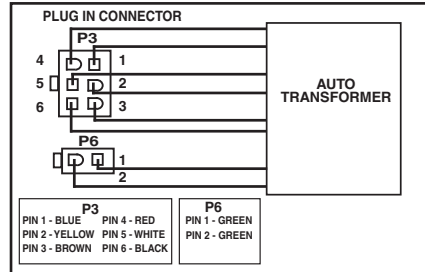 PLUG IN CONNECTOR
P3
4 1
5 2
6 3
AUTO
TRANSFORMER
P6
1
2
P3
PIN 1 - BLUE PIN 4 - RED
PIN 2 - YELLOW PIN 5 - WHITE
PIN 3 - BROWN PIN 6 - BLACK
P6
PIN 1 - GREEN
PIN 2 - GREEN